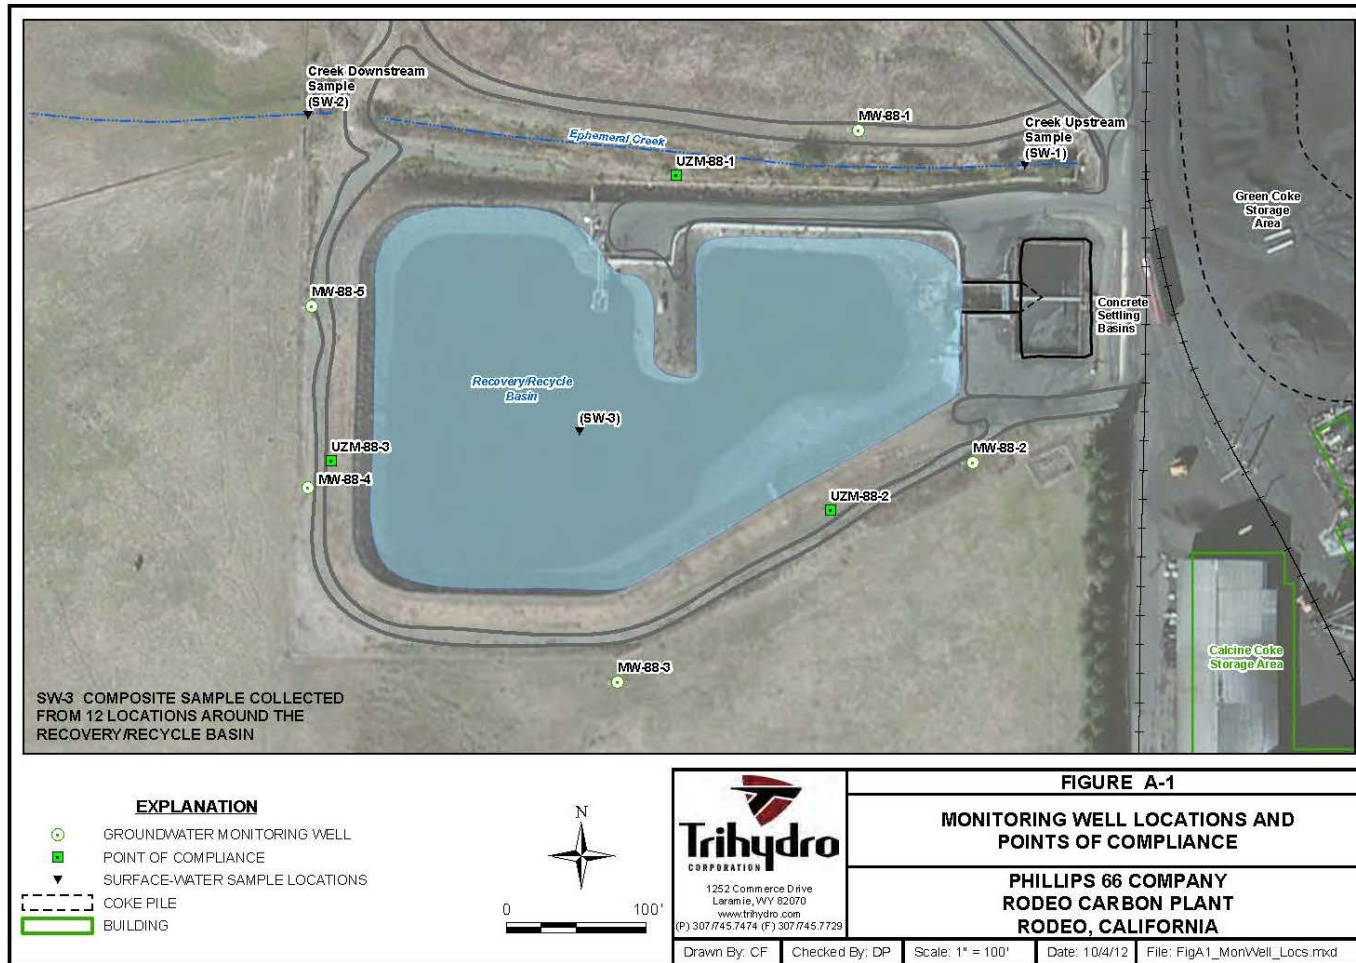 Creek Downstream
Sample
(SW-2)
MW-88-1
Creek Upstream
Sample
(SW-1)
Ephemeral Creek
UZM-88-1
Green Coke
Storage
Area
MW-88-5
Concrete
Settling
Basins
Recovery/Recycle
Basin
(SW-3)
UZM-88-3
MW-88-2
MW-88-4
UZM-88-2
Calcine Coke
Storage Area
MW-88-3
SW-3 COMPOSITE SAMPLE COLLECTED
FROM 12 LOCATIONS AROUND THE
RECOVERY/RECYCLE BASIN
EXPLANATION
GROUNDWATER MONITORING WELL
POINT OF COMPLIANCE
SURFACE-WATER SAMPLE LOCATIONS
COKE PILE
BUILDING
N
0 100'
Trihydro
CORPORATION
1252 Commerce Drive
Laramie, WY 82070
www.trihydro.com
(P) 307/745.7474 (F) 307/745.7729
FIGURE A-1
MONITORING WELL LOCATIONS AND
POINTS OF COMPLIANCE
PHILLIPS 66 COMPANY
RODEO CARBON PLANT
RODEO, CALIFORNIA
Drawn By: CF Checked By: DP Scale: 1" = 100' Date: 10/4/12 File: FigA1_MonWell_Locs.mxd